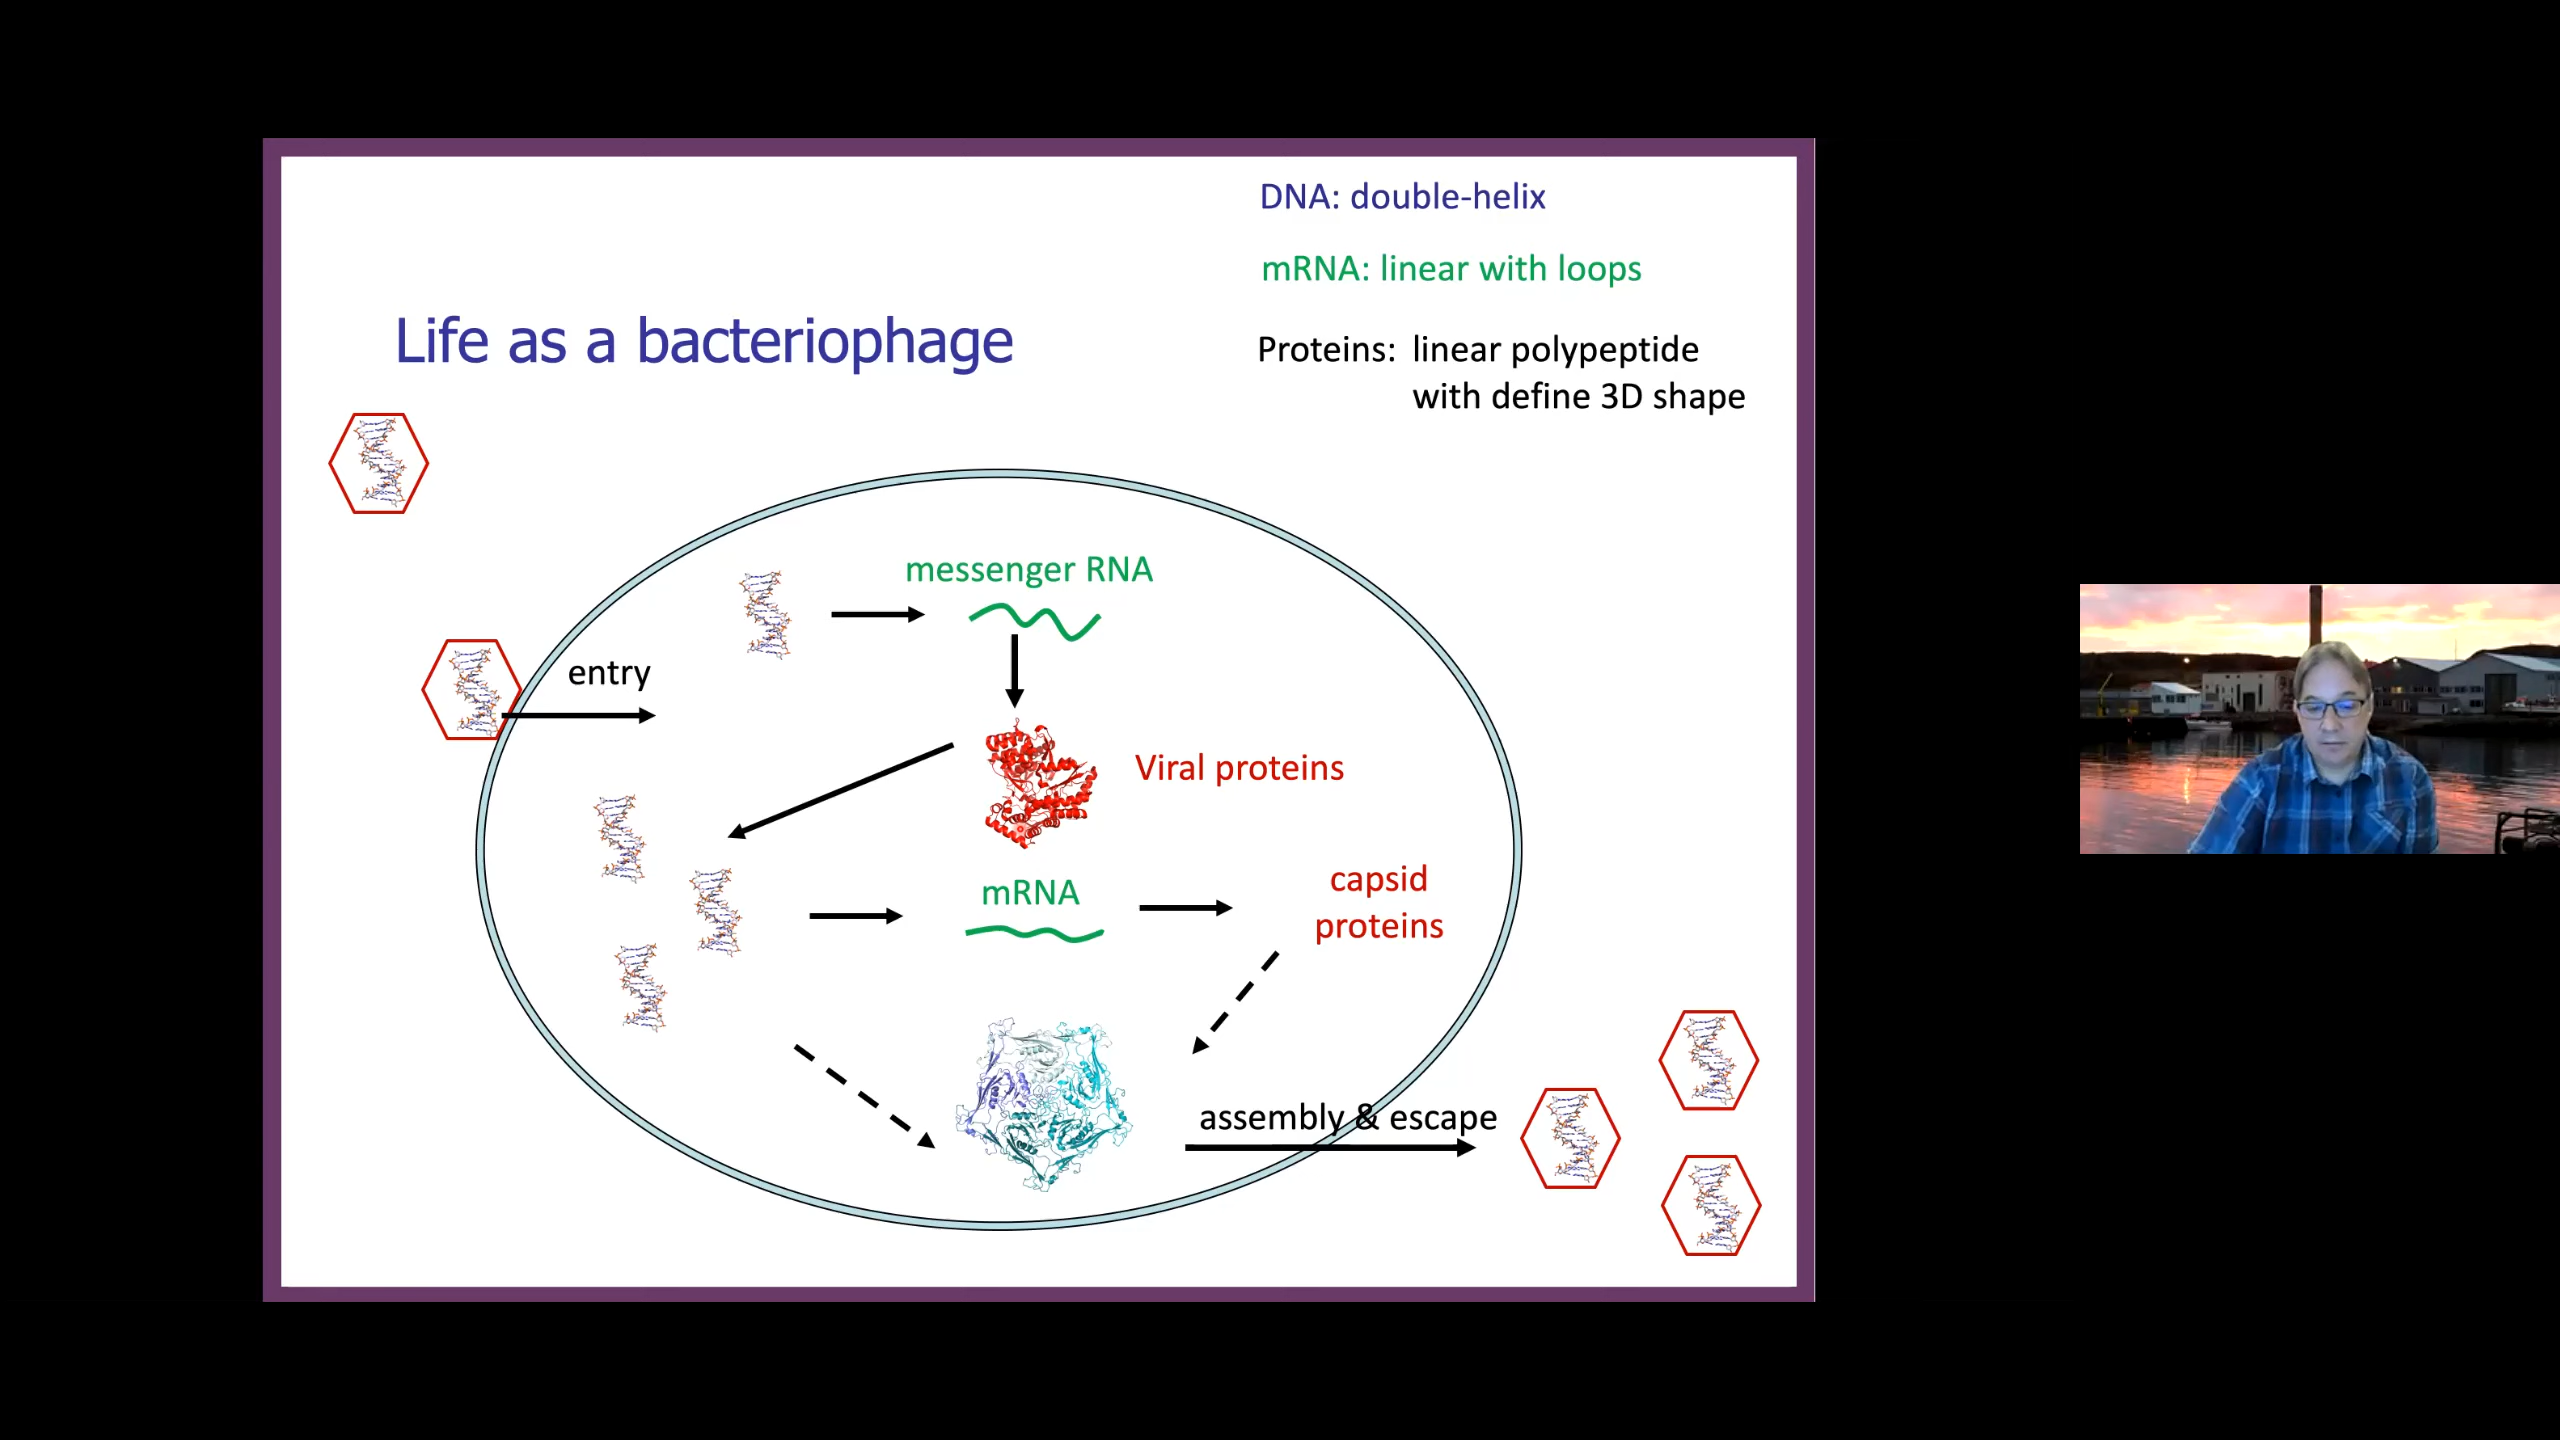 DNA: double-helix
mRNA: linear with loops
Life as a bacteriophage
Proteins: linear polypeptide
with define 3D shape
messenger RNA
entry
Viral proteins
mRNA
capsid
proteins
assembly & escape